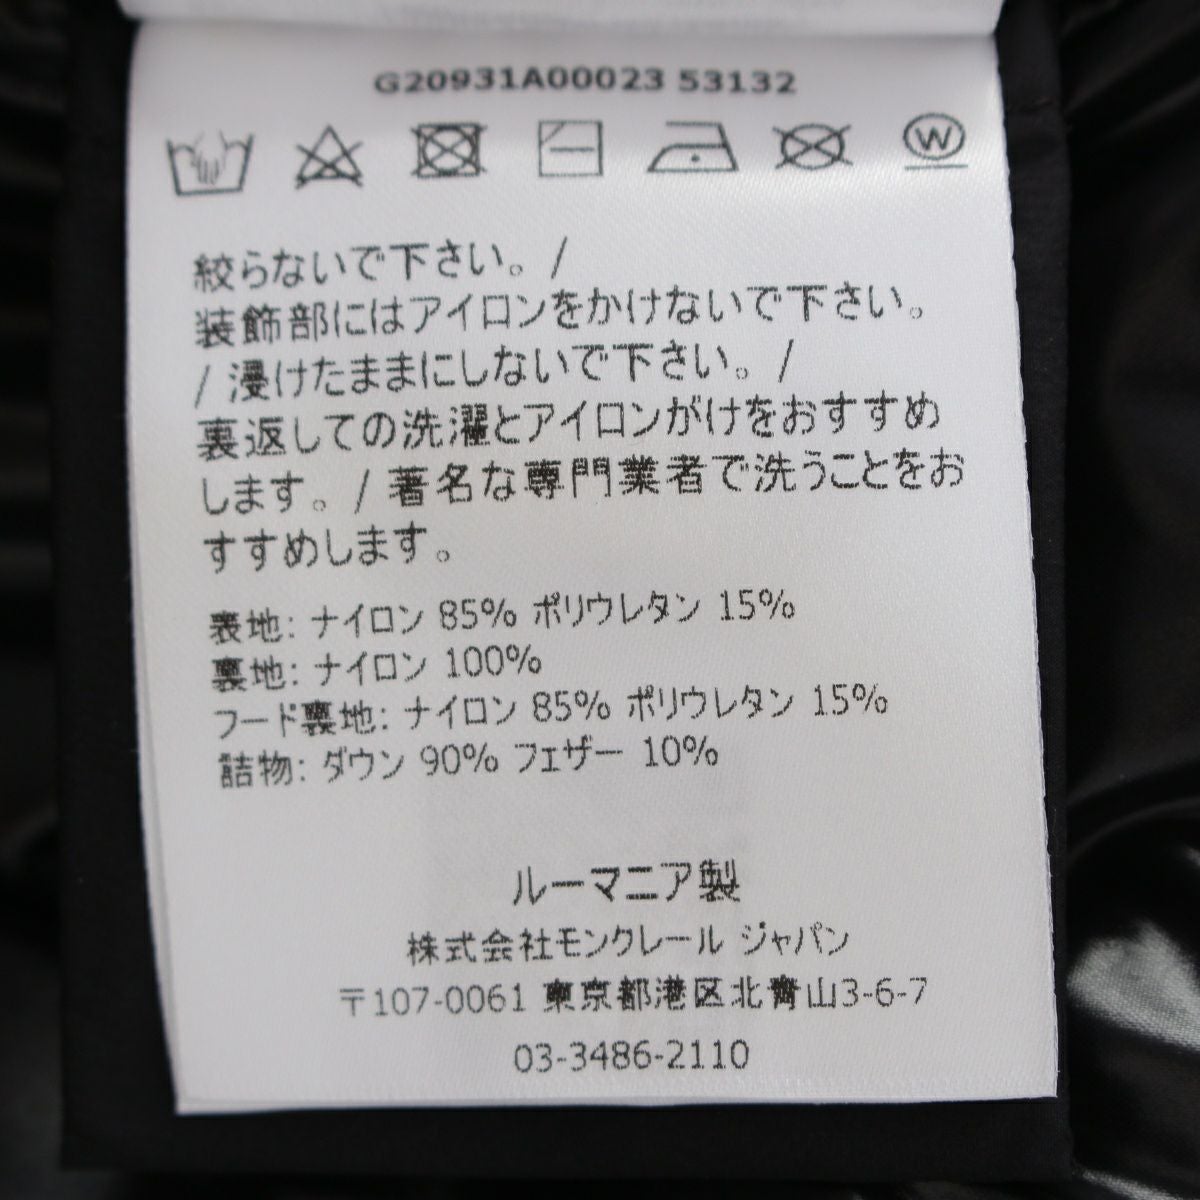 G20931A00023 53132
W
絞らないで下さい。/
装飾部にはアイロンをかけないで下さい。
/ 浸けたままにしないで下さい。/
裏返しての洗濯とアイロンがけをおすすめ
します。/ 著名な専門業者で洗うことをお
すすめします。
表地: ナイロン 85% ポリウレタン 15%
裏地: ナイロン 100%
フード裏地: ナイロン 85% ポリウレタン 15%
詰物: ダウン 90% フェザー 10%
ルーマニア製
株式会社モンクレール ジャパン
〒107-0061 東京都港区北青山3-6-7
03-3486-2110